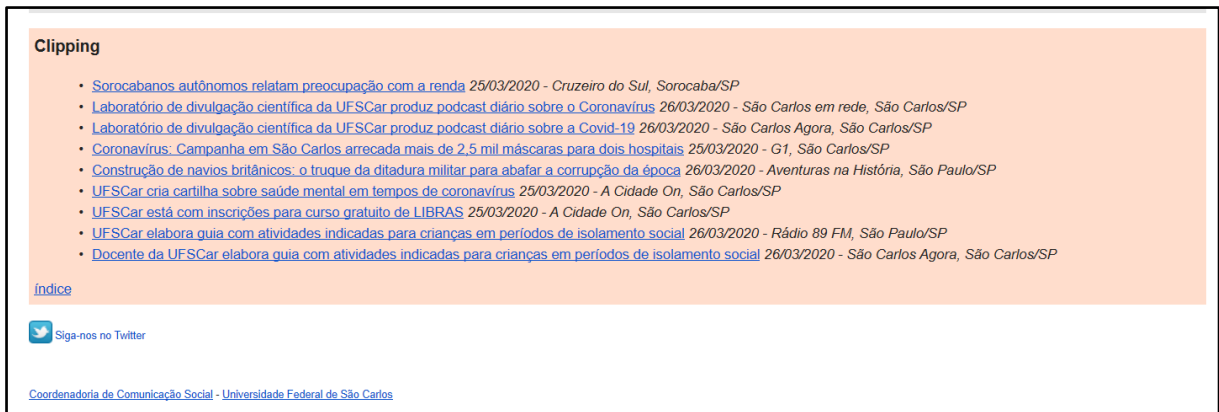 Clipping
• Sorocabanos autônomos relatam preocupação com a renda 25/03/2020 - Cruzeiro do Sul, Sorocaba/SP
• Laboratório de divulgação científica da UFSCar produz podcast diário sobre o Coronavírus 26/03/2020 - São Carlos em rede, São Carlos/SP
• Laboratório de divulgação científica da UFSCar produz podcast diário sobre a Covid-19 26/03/2020 - São Carlos Agora, São Carlos/SP
• Coronavírus: Campanha em São Carlos arrecada mais de 2,5 mil máscaras para dois hospitais 25/03/2020 - G1, São Carlos/SP
• Construção de navios britânicos: o truque da ditadura militar para abafar a corrupção da época 26/03/2020 - Aventuras na História, São Paulo/SP
• UFSCar cria cartilha sobre saúde mental em tempos de coronavírus 25/03/2020 - A Cidade On, São Carlos/SP
• UFSCar está com inscrições para curso gratuito de LIBRAS 25/03/2020 - A Cidade On, São Carlos/SP
• UFSCar elabora guia com atividades indicadas para crianças em períodos de isolamento social 26/03/2020 - Rádio 89 FM, São Paulo/SP
• Docente da UFSCar elabora guia com atividades indicadas para crianças em períodos de isolamento social 26/03/2020 - São Carlos Agora, São Carlos/SP
índice
Siga-nos no Twitter
Coordenadoria de Comunicação Social - Universidade Federal de São Carlos